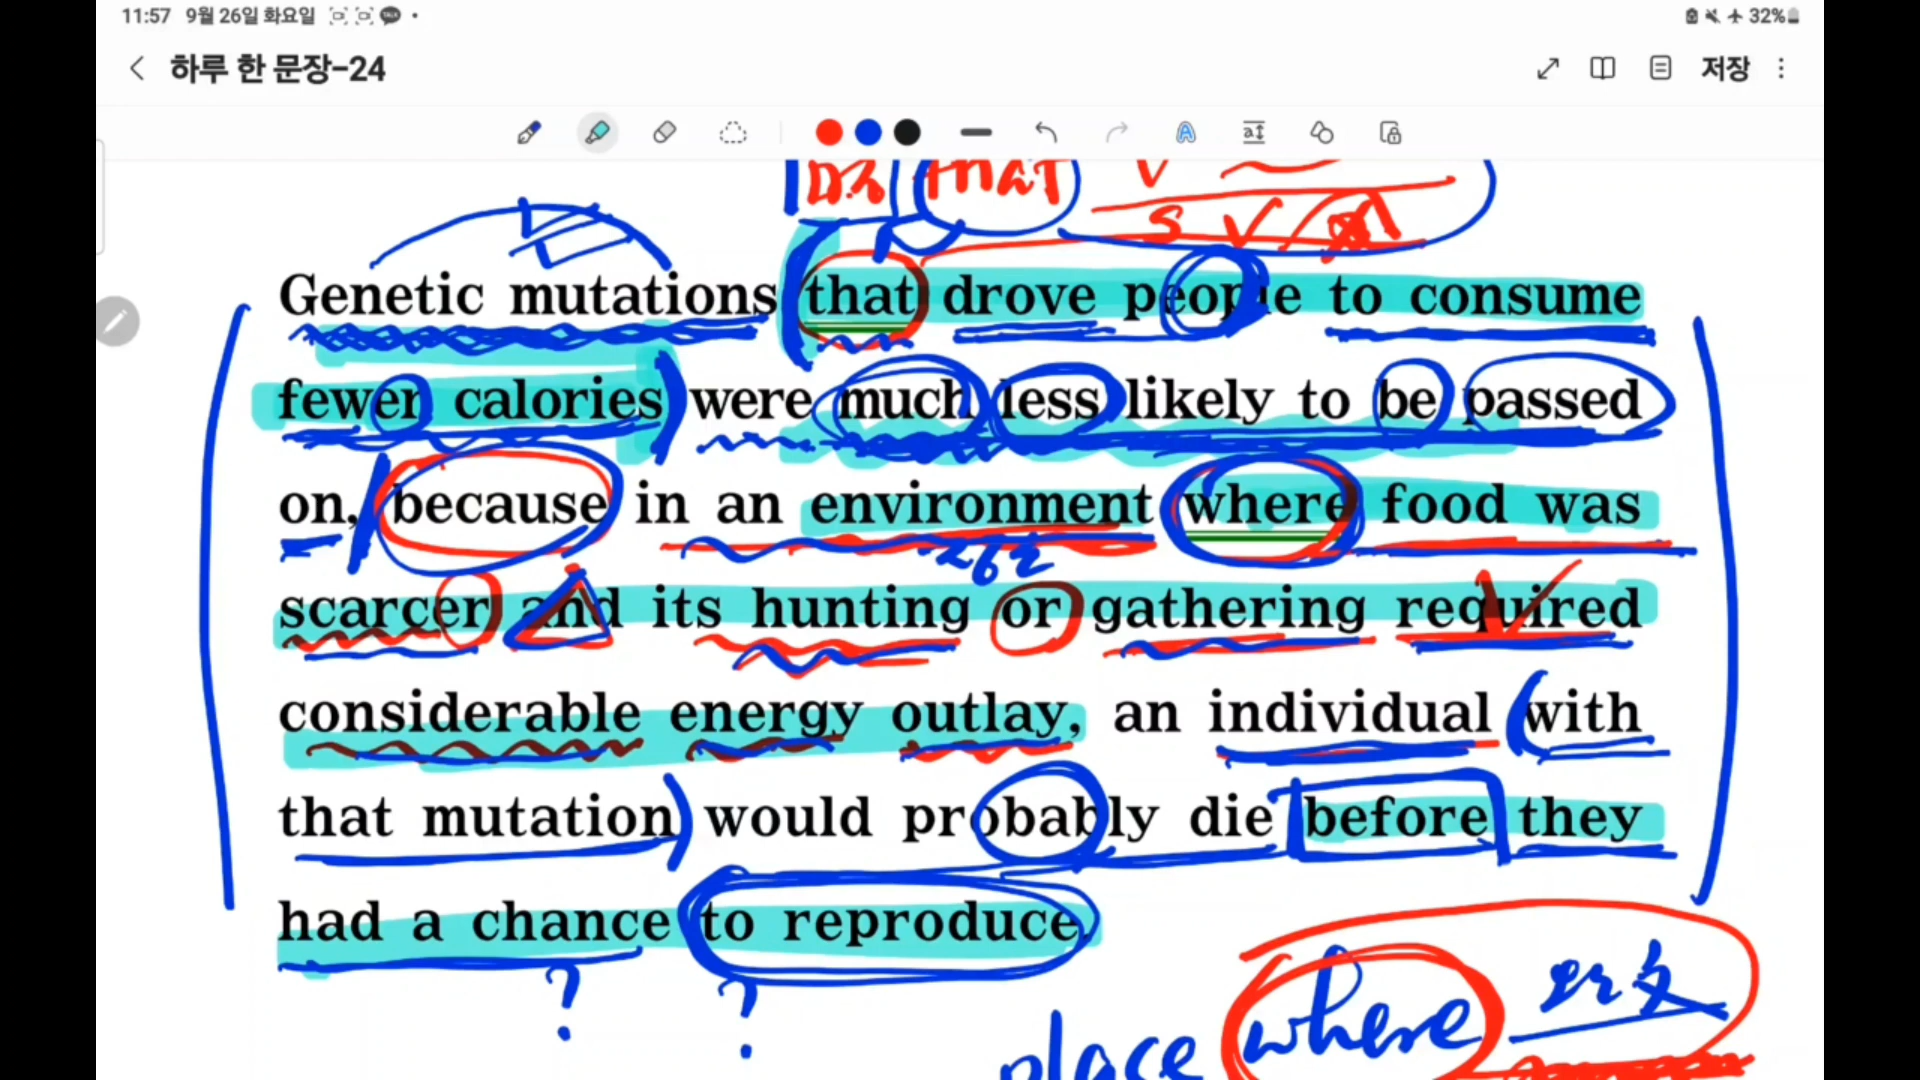 11:57 9월 26일 화요일
32%
하루 한 문장-24
저장
that
V
S V
Genetic mutations that drove people to consume
fewer calories were much less likely to be passed
on, because in an environment where food was
scarcer and its hunting or gathering required
considerable energy outlay, an individual with
that mutation would probably die before they
had a chance to reproduce.
? ?
place where